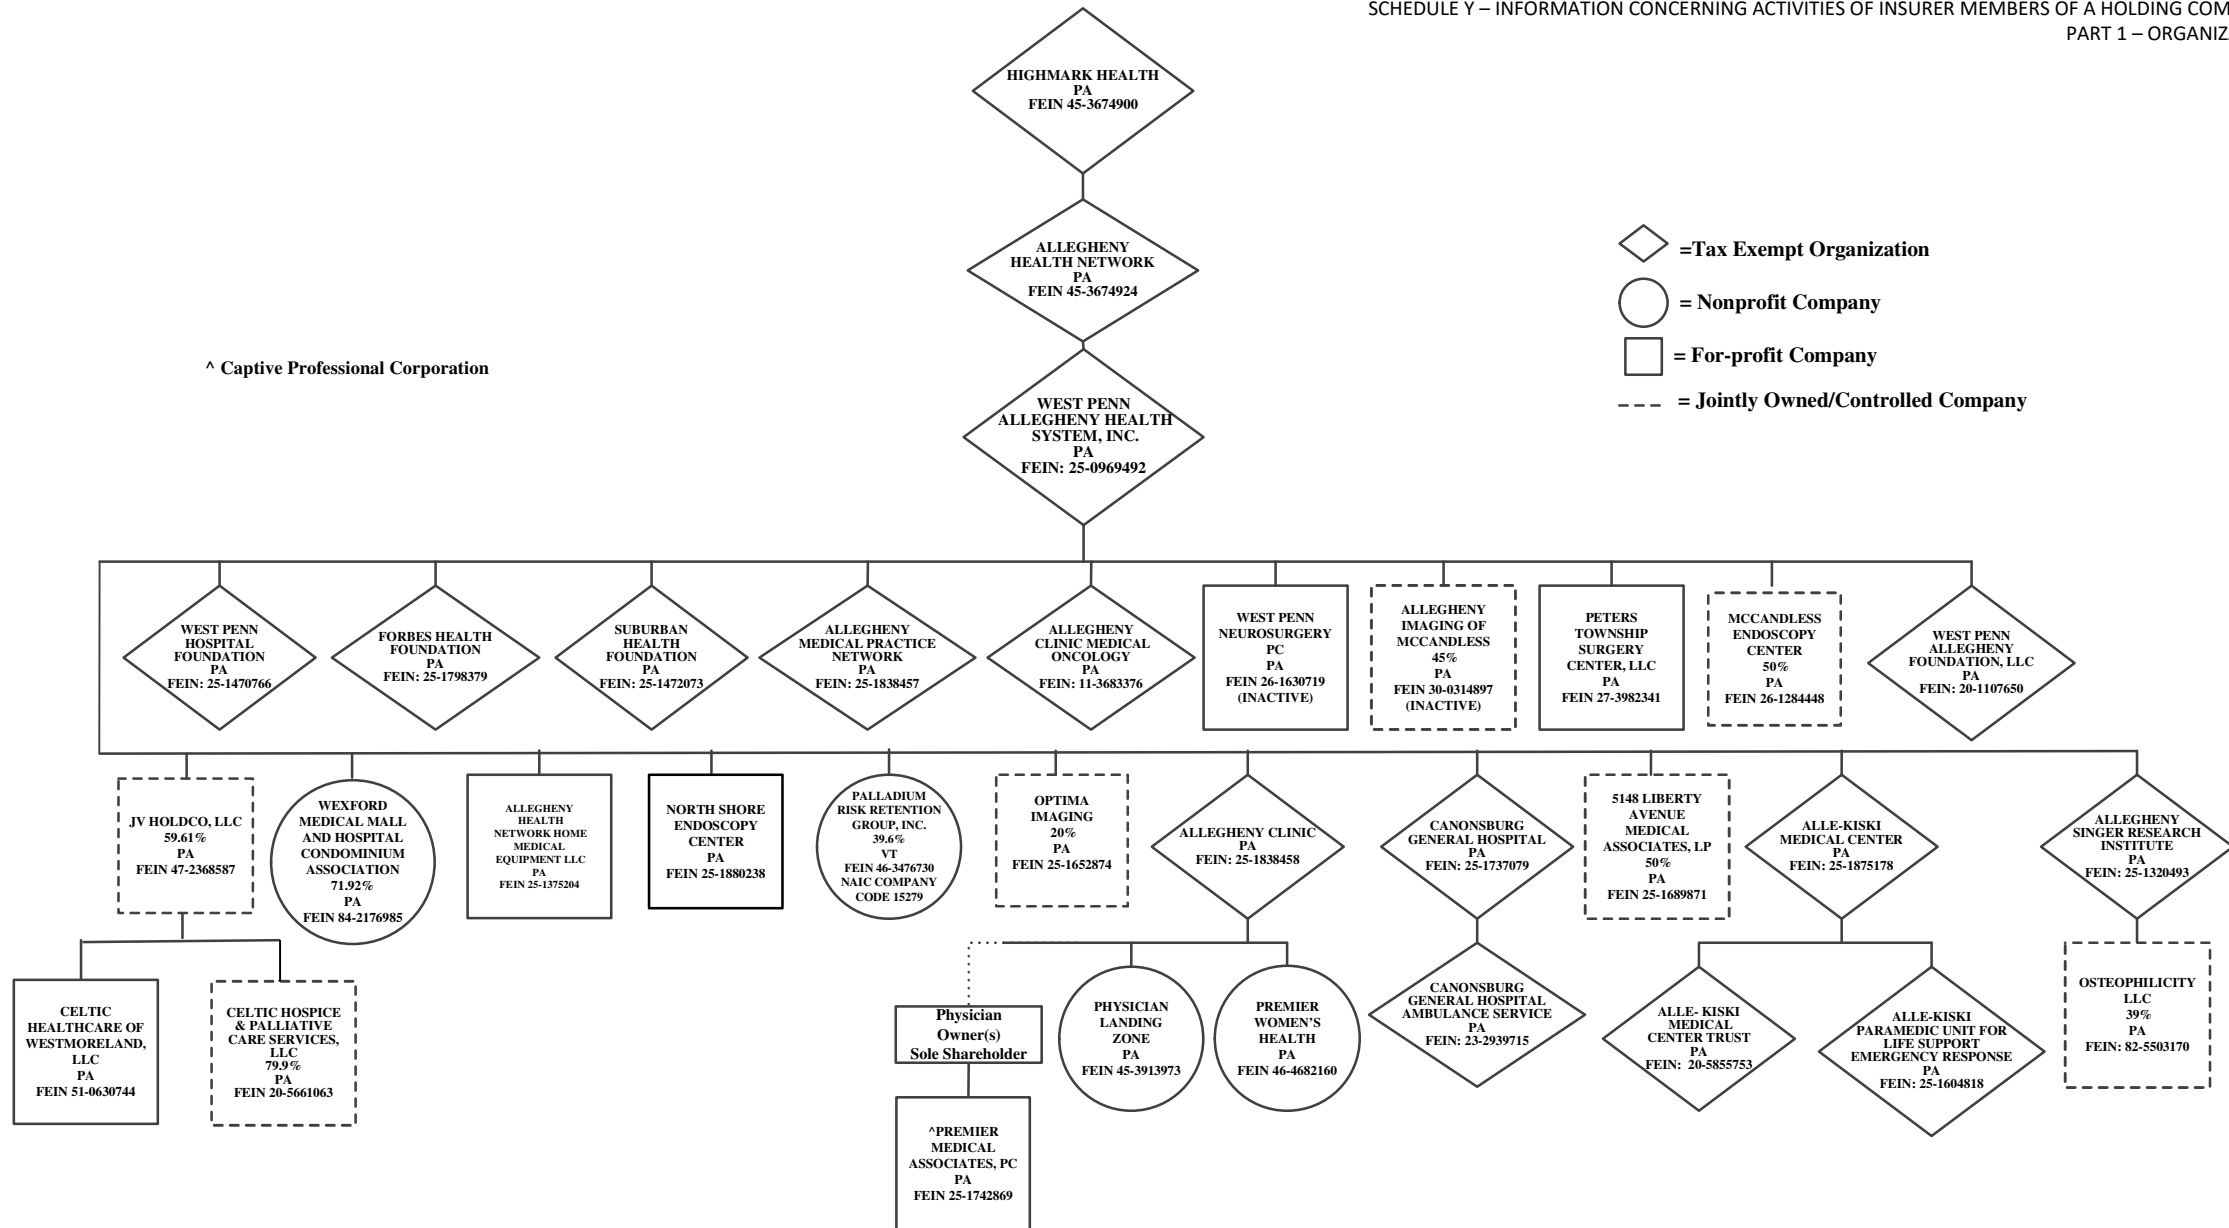 SCHEDULE Y – INFORMATION CONCERNING ACTIVITIES OF INSURER MEMBERS OF A HOLDING COM
PART 1 – ORGANIZ
HIGHMARK HEALTH
PA
FEIN 45-3674900
ALLEGHENY
HEALTH NETWORK
PA
FEIN 45-3674924
=Tax Exempt Organization
= Nonprofit Company
= For-profit Company
= Jointly Owned/Controlled Company
^ Captive Professional Corporation
WEST PENN
ALLEGHENY HEALTH
SYSTEM, INC.
PA
FEIN: 25-0969492
WEST PENN
HOSPITAL
FOUNDATION
PA
FEIN: 25-1470766
FORBES HEALTH
FOUNDATION
PA
FEIN: 25-1798379
SUBURBAN
HEALTH
FOUNDATION
PA
FEIN: 25-1472073
ALLEGHENY
MEDICAL PRACTICE
NETWORK
PA
FEIN: 25-1838457
ALLEGHENY
CLINIC MEDICAL
ONCOLOGY
PA
FEIN: 11-3683376
WEST PENN
NEUROSURGERY
PC
PA
FEIN 26-1630719
(INACTIVE)
ALLEGHENY
IMAGING OF
MCCANDLESS
45%
PA
FEIN 30-0314897
(INACTIVE)
PETERS
TOWNSHIP
SURGERY
CENTER, LLC
PA
FEIN 27-3982341
MCCANDLESS
ENDOSCOPY
CENTER
50%
PA
FEIN 26-1284448
WEST PENN
ALLEGHENY
FOUNDATION, LLC
PA
FEIN: 20-1107650
JV HOLDCO, LLC
59.61%
PA
FEIN 47-2368587
WEXFORD
MEDICAL MALL
AND HOSPITAL
CONDOMINIUM
ASSOCIATION
71.92%
PA
FEIN 84-2176985
ALLEGHENY
HEALTH
NETWORK HOME
MEDICAL
EQUIPMENT LLC
PA
FEIN 25-1375204
NORTH SHORE
ENDOSCOPY
CENTER
PA
FEIN 25-1880238
PALLADIUM
RISK RETENTION
GROUP, INC.
39.6%
VT
FEIN 46-3476730
NAIC COMPANY
CODE 15279
OPTIMA
IMAGING
20%
PA
FEIN 25-1652874
ALLEGHENY CLINIC
PA
FEIN: 25-1838458
CANONSBURG
GENERAL HOSPITAL
PA
FEIN: 25-1737079
5148 LIBERTY
AVENUE
MEDICAL
ASSOCIATES, LP
50%
PA
FEIN 25-1689871
ALLE-KISKI
MEDICAL CENTER
PA
FEIN: 25-1875178
ALLEGHENY
SINGER RESEARCH
INSTITUTE
PA
FEIN: 25-1320493
CELTIC
HEALTHCARE OF
WESTMORELAND,
LLC
PA
FEIN 51-0630744
CELTIC HOSPICE
& PALLIATIVE
CARE SERVICES,
LLC
79.9%
PA
FEIN 20-5661063
Physician
Owner(s)
Sole Shareholder
PHYSICIAN
LANDING
ZONE
PA
FEIN 45-3913973
PREMIER
WOMEN'S
HEALTH
PA
FEIN 46-4682160
CANONSBURG
GENERAL HOSPITAL
AMBULANCE SERVICE
PA
FEIN: 23-2939715
ALLE- KISKI
MEDICAL
CENTER TRUST
PA
FEIN: 20-5855753
ALLE-KISKI
PARAMEDIC UNIT FOR
LIFE SUPPORT
EMERGENCY RESPONSE
PA
FEIN: 25-1604818
OSTEOPHILICITY
LLC
39%
PA
FEIN: 82-5503170
^PREMIER
MEDICAL
ASSOCIATES, PC
PA
FEIN 25-1742869